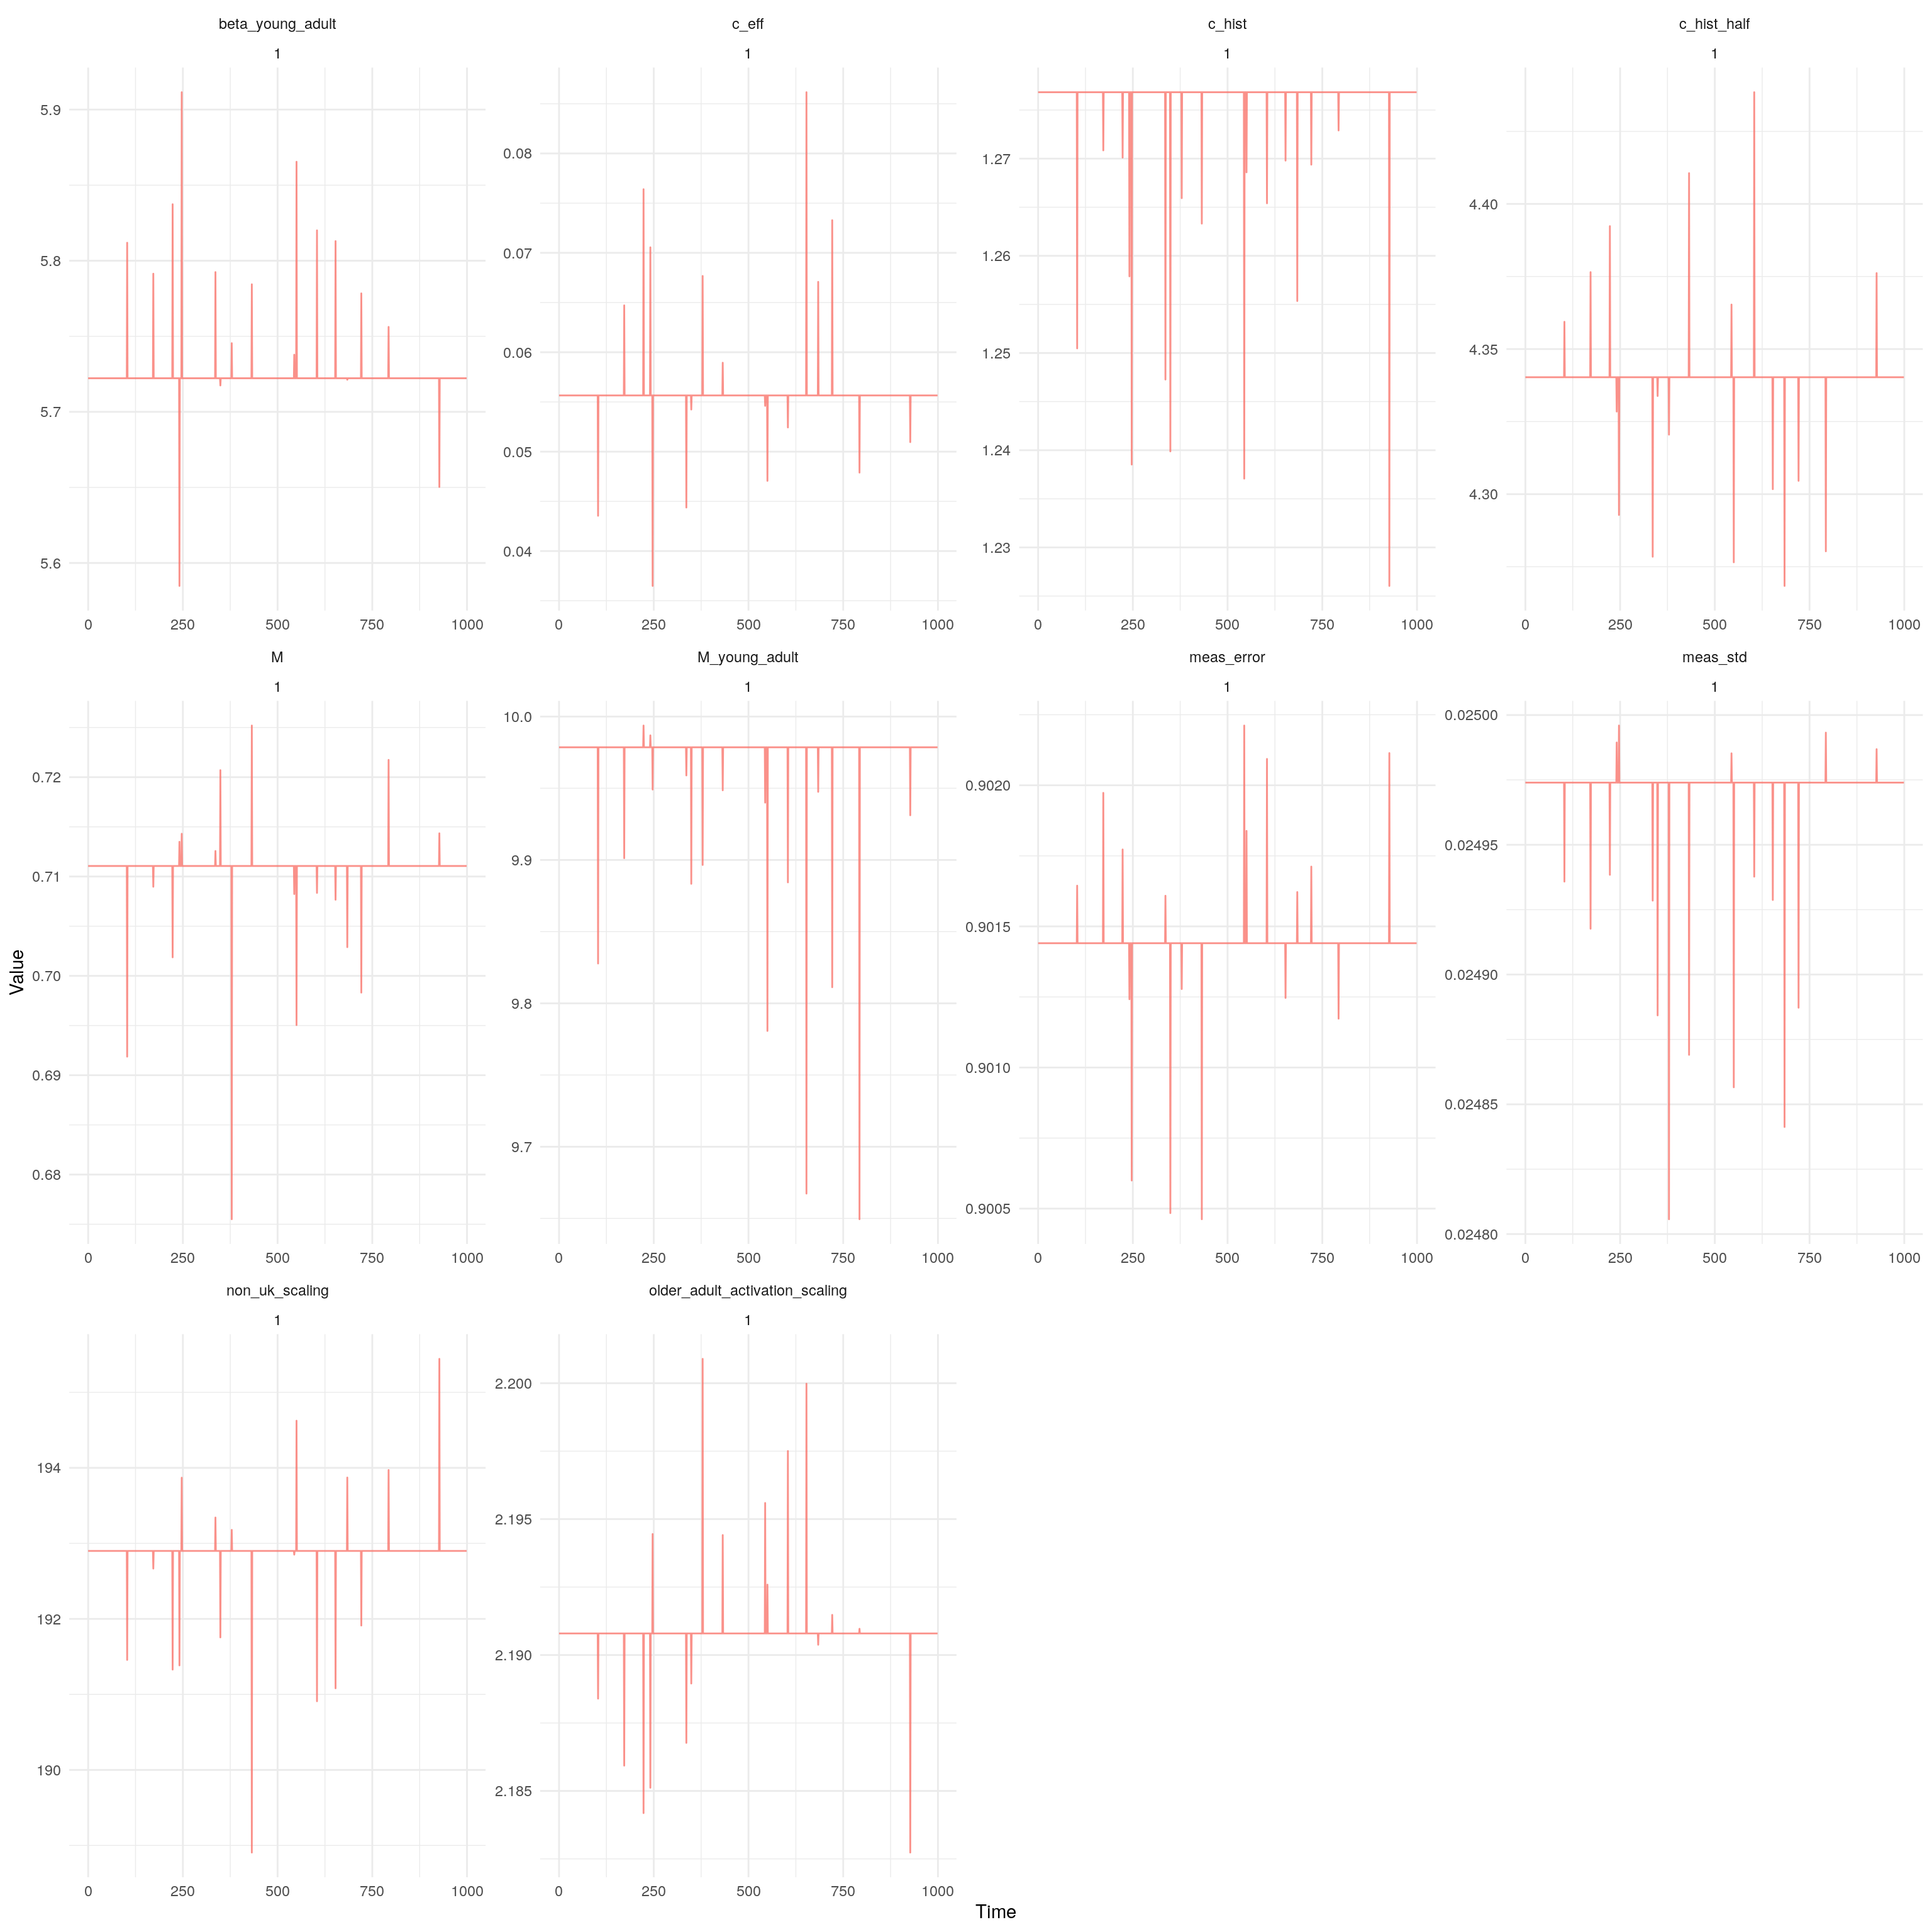 beta_young_adult c_eff c_hist c_hist_half
1 1 1 1
5.9 5.8 5.7 5.6
0.08 0.07 0.06 0.05 0.04
1.27 1.26 1.25 1.24 1.23
4.40 4.35 4.30
0 250 500 750 1000 0 250 500 750 1000 0 250 500 750 1000 0 250 500 750 1000
M M_young_adult meas_error meas_std
1 1 1 1
0.72 0.71 0.70 0.69 0.68
10.0 9.9 9.8 9.7
0.9020 0.9015 0.9010 0.9005
0.02500 0.02495 0.02490 0.02485 0.02480
0 250 500 750 1000 0 250 500 750 1000 0 250 500 750 1000 0 250 500 750 1000
non_uk_scaling older_adult_activation_scaling
1 1
194 192 190
2.200 2.195 2.190 2.185
0 250 500 750 1000 0 250 500 750 1000
Value
Time